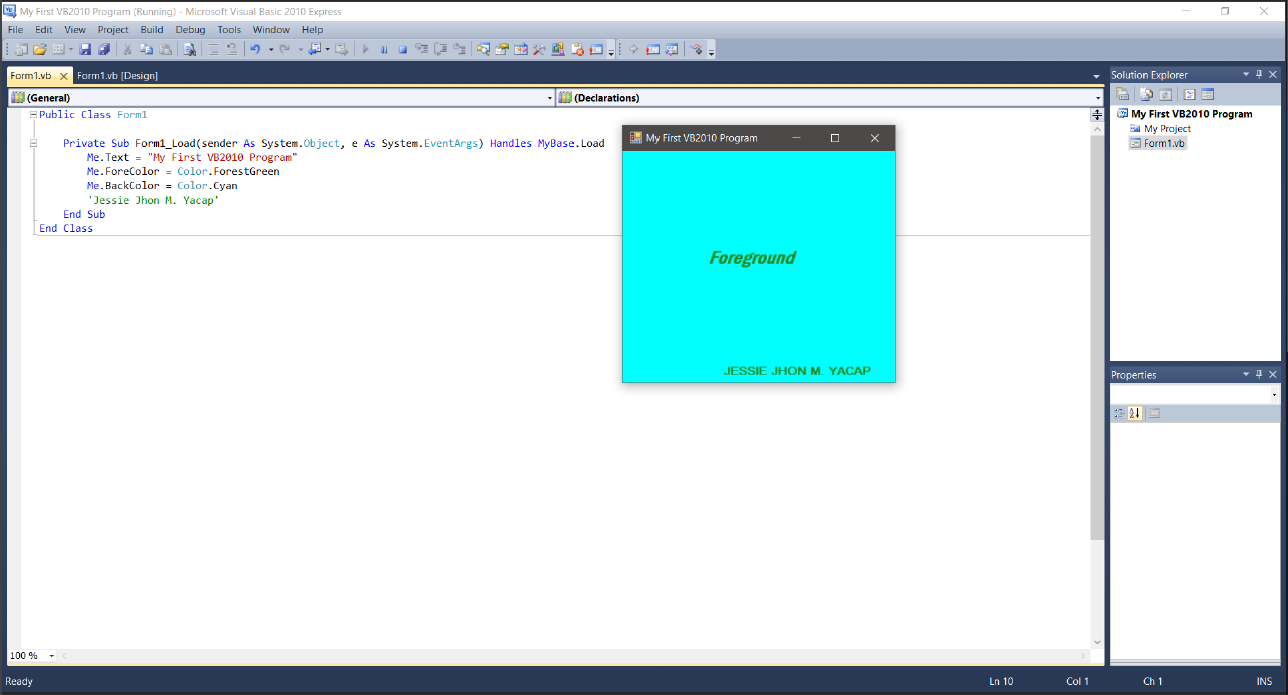 My First VB2010 Program (Running) - Microsoft Visual Basic 2010 Express
File Edit View Project Build Debug Tools Window Help
Form1.vb Form1.vb [Design]
(General) (Declarations)
Public Class Form1
Private Sub Form1_Load(sender As System.Object, e As System.EventArgs) Handles MyBase.Load
Me.Text = "My First VB2010 Program"
Me.ForeColor = Color.ForestGreen
Me.BackColor = Color.Cyan
'Jessie Jhon M. Yacap'
End Sub
End Class
My First VB2010 Program
Foreground
JESSIE JHON M. YACAP
Solution Explorer
My First VB2010 Program
My Project
Form1.vb
Properties
100 %
Ready Ln 10 Col 1 Ch 1 INS